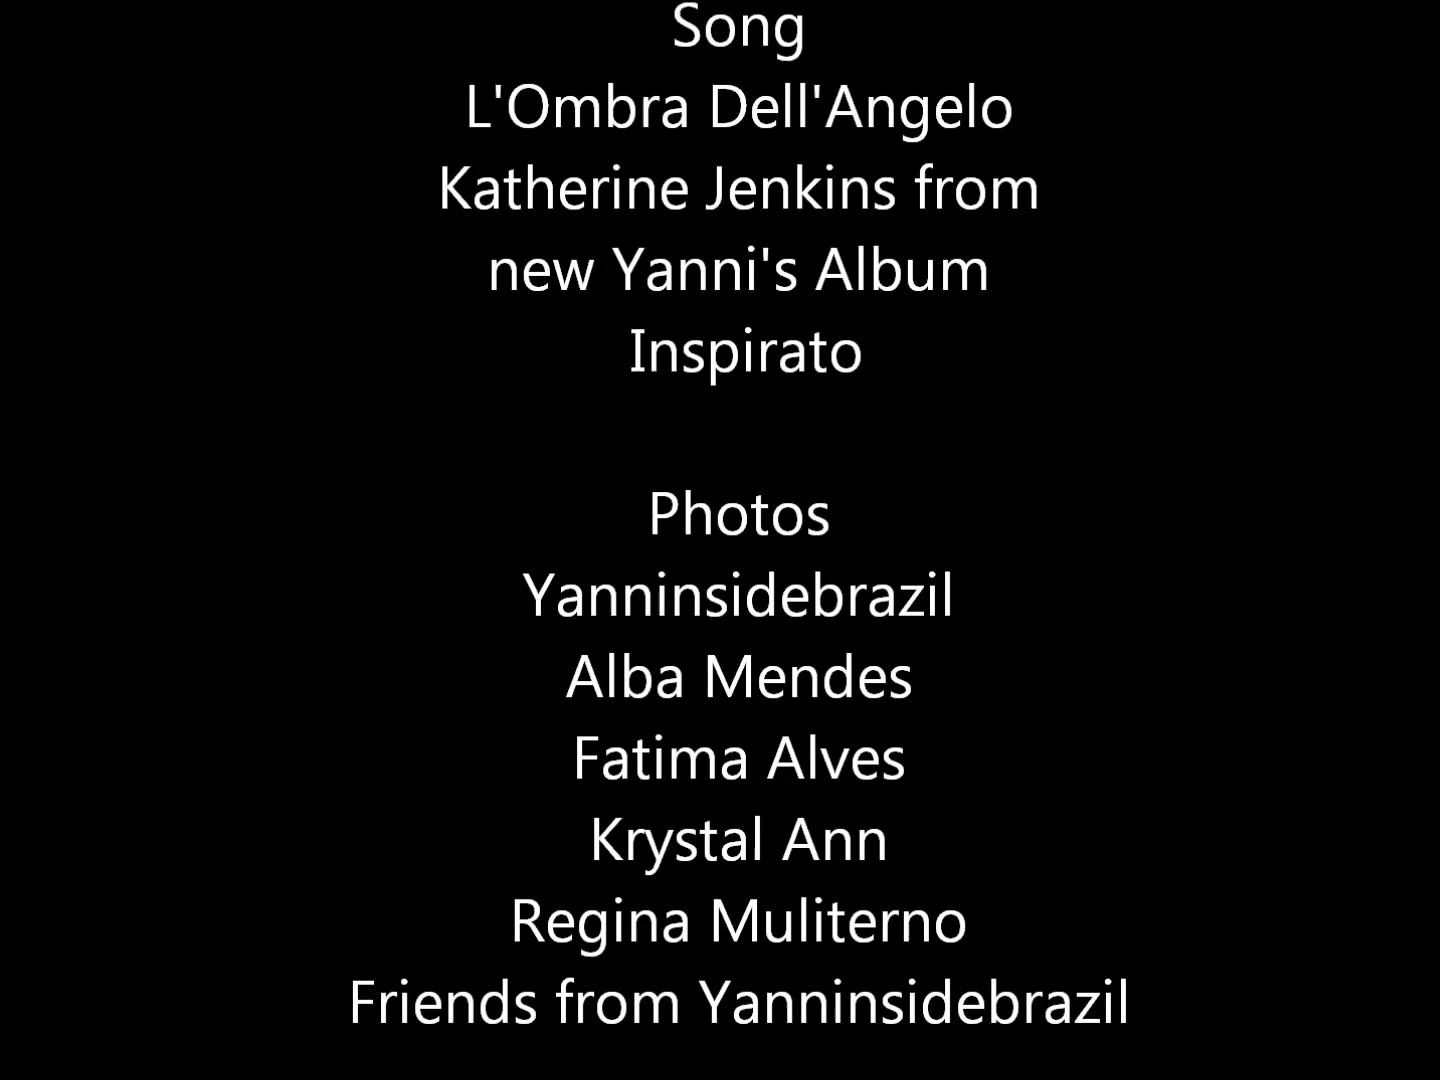 Song
L'Ombra Dell'Angelo
Katherine Jenkins from
new Yanni's Album
Inspirato
Photos
Yanninsidebrazil
Alba Mendes
Fatima Alves
Krystal Ann
Regina Muliterno
Friends from Yanninsidebrazil